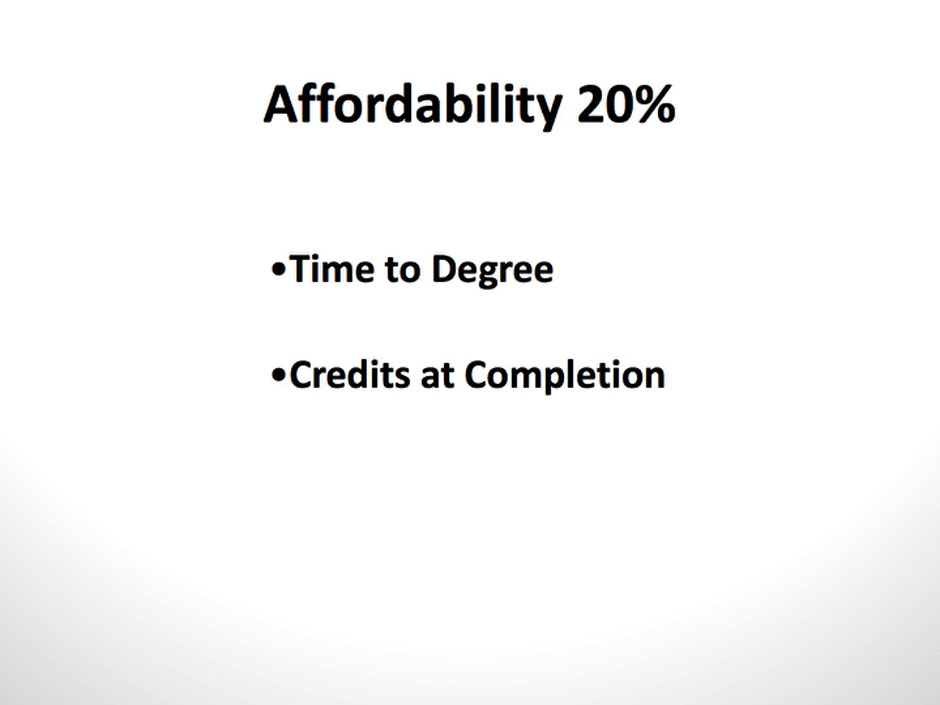 Affordability 20%
•Time to Degree
•Credits at Completion